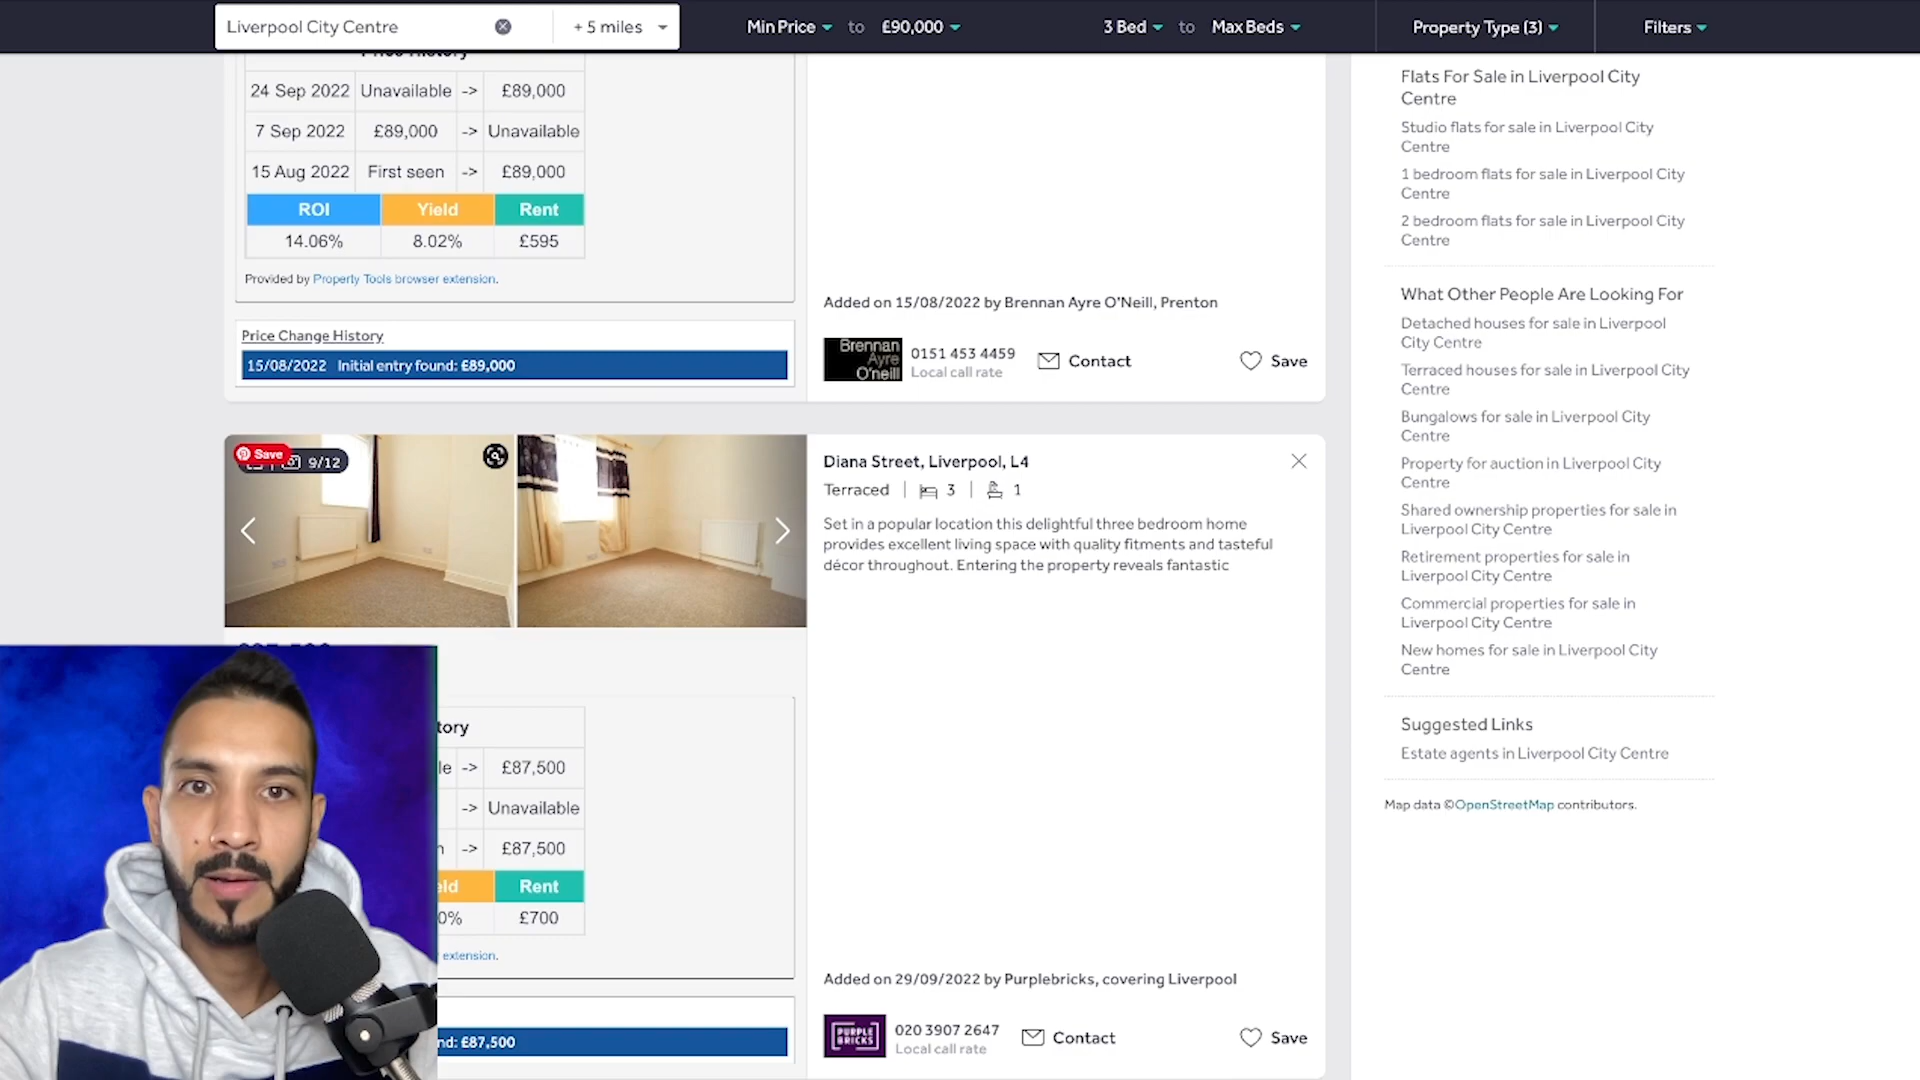 Liverpool City Centre
+ 5 miles
Min Price to £90,000
3 Bed to Max Beds
Property Type (3)
Filters
Price History
24 Sep 2022 Unavailable -> £89,000
7 Sep 2022 £89,000 -> Unavailable
15 Aug 2022 First seen -> £89,000
ROI Yield Rent
14.06% 8.02% £595
Provided by Property Tools browser extension.
Price Change History
15/08/2022 Initial entry found: £89,000
Added on 15/08/2022 by Brennan Ayre O'Neill, Prenton
Brennan
Ayre
O'neill
0151 453 4459
Local call rate
Contact
Save
Save
9/12
Diana Street, Liverpool, L4
Terraced | 3 | 1
Set in a popular location this delightful three bedroom home
provides excellent living space with quality fitments and tasteful
décor throughout. Entering the property reveals fantastic
tory
le -> £87,500
-> Unavailable
n -> £87,500
eld Rent
0% £700
extension.
nd: £87,500
Added on 29/09/2022 by Purplebricks, covering Liverpool
PURPLE
BRICKS
020 3907 2647
Local call rate
Contact
Save
Flats For Sale in Liverpool City
Centre
Studio flats for sale in Liverpool City
Centre
1 bedroom flats for sale in Liverpool City
Centre
2 bedroom flats for sale in Liverpool City
Centre
What Other People Are Looking For
Detached houses for sale in Liverpool
City Centre
Terraced houses for sale in Liverpool City
Centre
Bungalows for sale in Liverpool City
Centre
Property for auction in Liverpool City
Centre
Shared ownership properties for sale in
Liverpool City Centre
Retirement properties for sale in
Liverpool City Centre
Commercial properties for sale in
Liverpool City Centre
New homes for sale in Liverpool City
Centre
Suggested Links
Estate agents in Liverpool City Centre
Map data ©OpenStreetMap contributors.